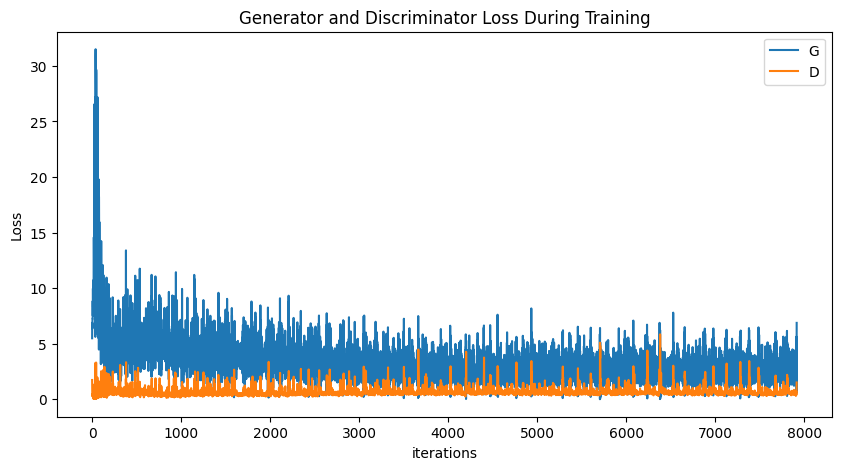 Generator and Discriminator Loss During Training
G
D
Loss
30
25
20
15
10
5
0
0 1000 2000 3000 4000 5000 6000 7000 8000
iterations